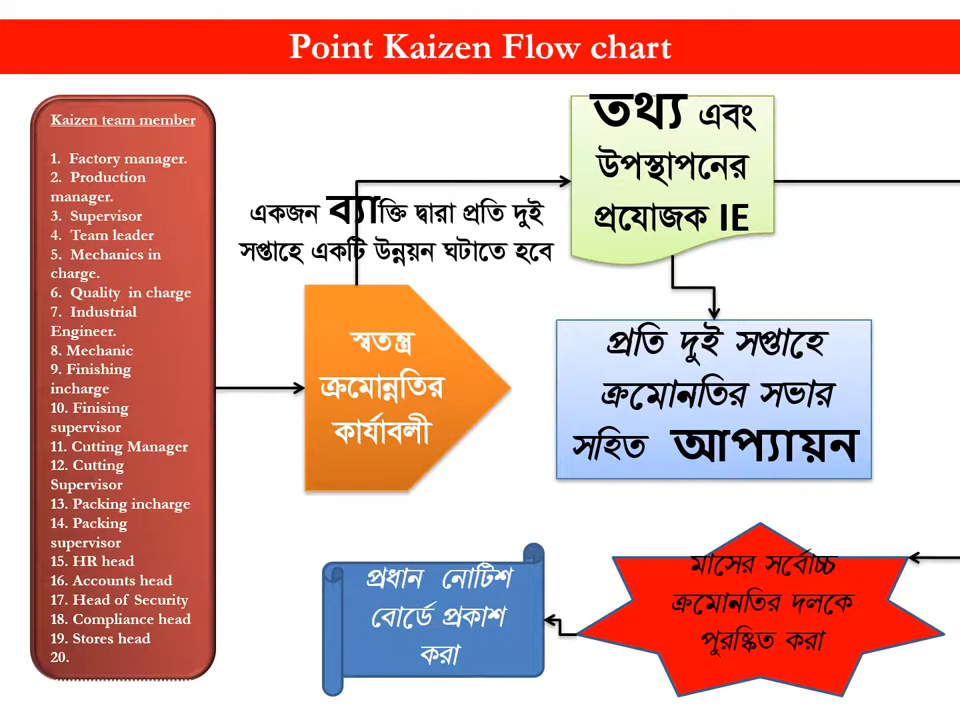 Point Kaizen Flow chart
Kaizen team member
1. Factory manager.
2. Production
manager.
3. Supervisor
4. Team leader
5. Mechanics in
charge.
6. Quality in charge
7. Industrial
Engineer.
8. Mechanic
9. Finishing
incharge
10. Finising
supervisor
11. Cutting Manager
12. Cutting
Supervisor
13. Packing incharge
14. Packing
supervisor
15. HR head
16. Accounts head
17. Head of Security
18. Compliance head
19. Stores head
20.
একজন ব্যাক্তি দ্বারা প্রতি দুই
সপ্তাহে একটি উন্নয়ন ঘটাতে হবে
স্বতন্ত্র
ক্রমোন্নতির
কার্যাবলী
তথ্য এবং
উপস্থাপনের
প্রযোজক IE
প্রতি দুই সপ্তাহে
ক্রমোনতির সভার
সহিত আপ্যায়ন
মাসের সর্বোচ্চ
ক্রমোনতির দলকে
পুরষ্কিত করা
প্রধান নোটিশ
বোর্ডে প্রকাশ
করা